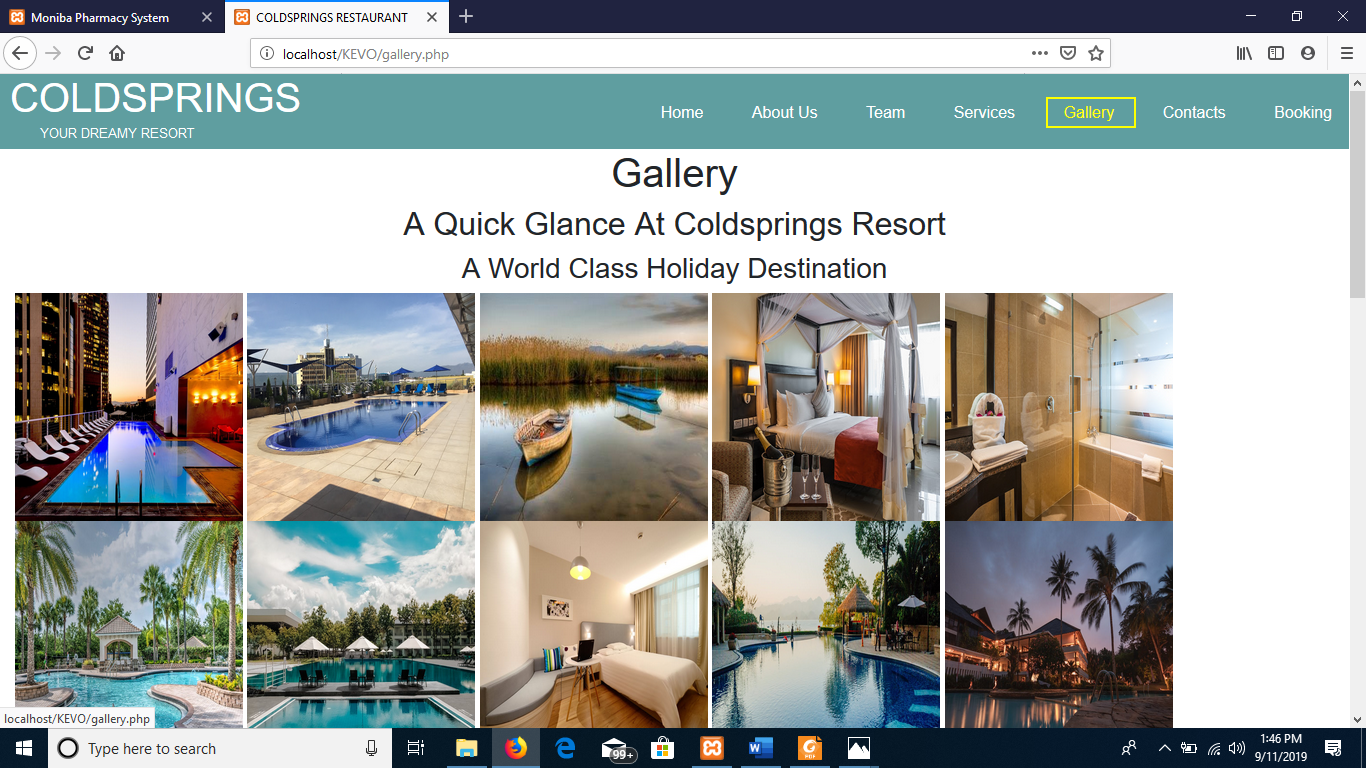 Moniba Pharmacy System
COLDSPRINGS RESTAURANT
localhost/KEVO/gallery.php
COLDSPRINGS
YOUR DREAMY RESORT
Home
About Us
Team
Services
Gallery
Contacts
Booking
Gallery
A Quick Glance At Coldsprings Resort
A World Class Holiday Destination
localhost/KEVO/gallery.php
Type here to search
99+
W
PDF
1:46 PM
9/11/2019